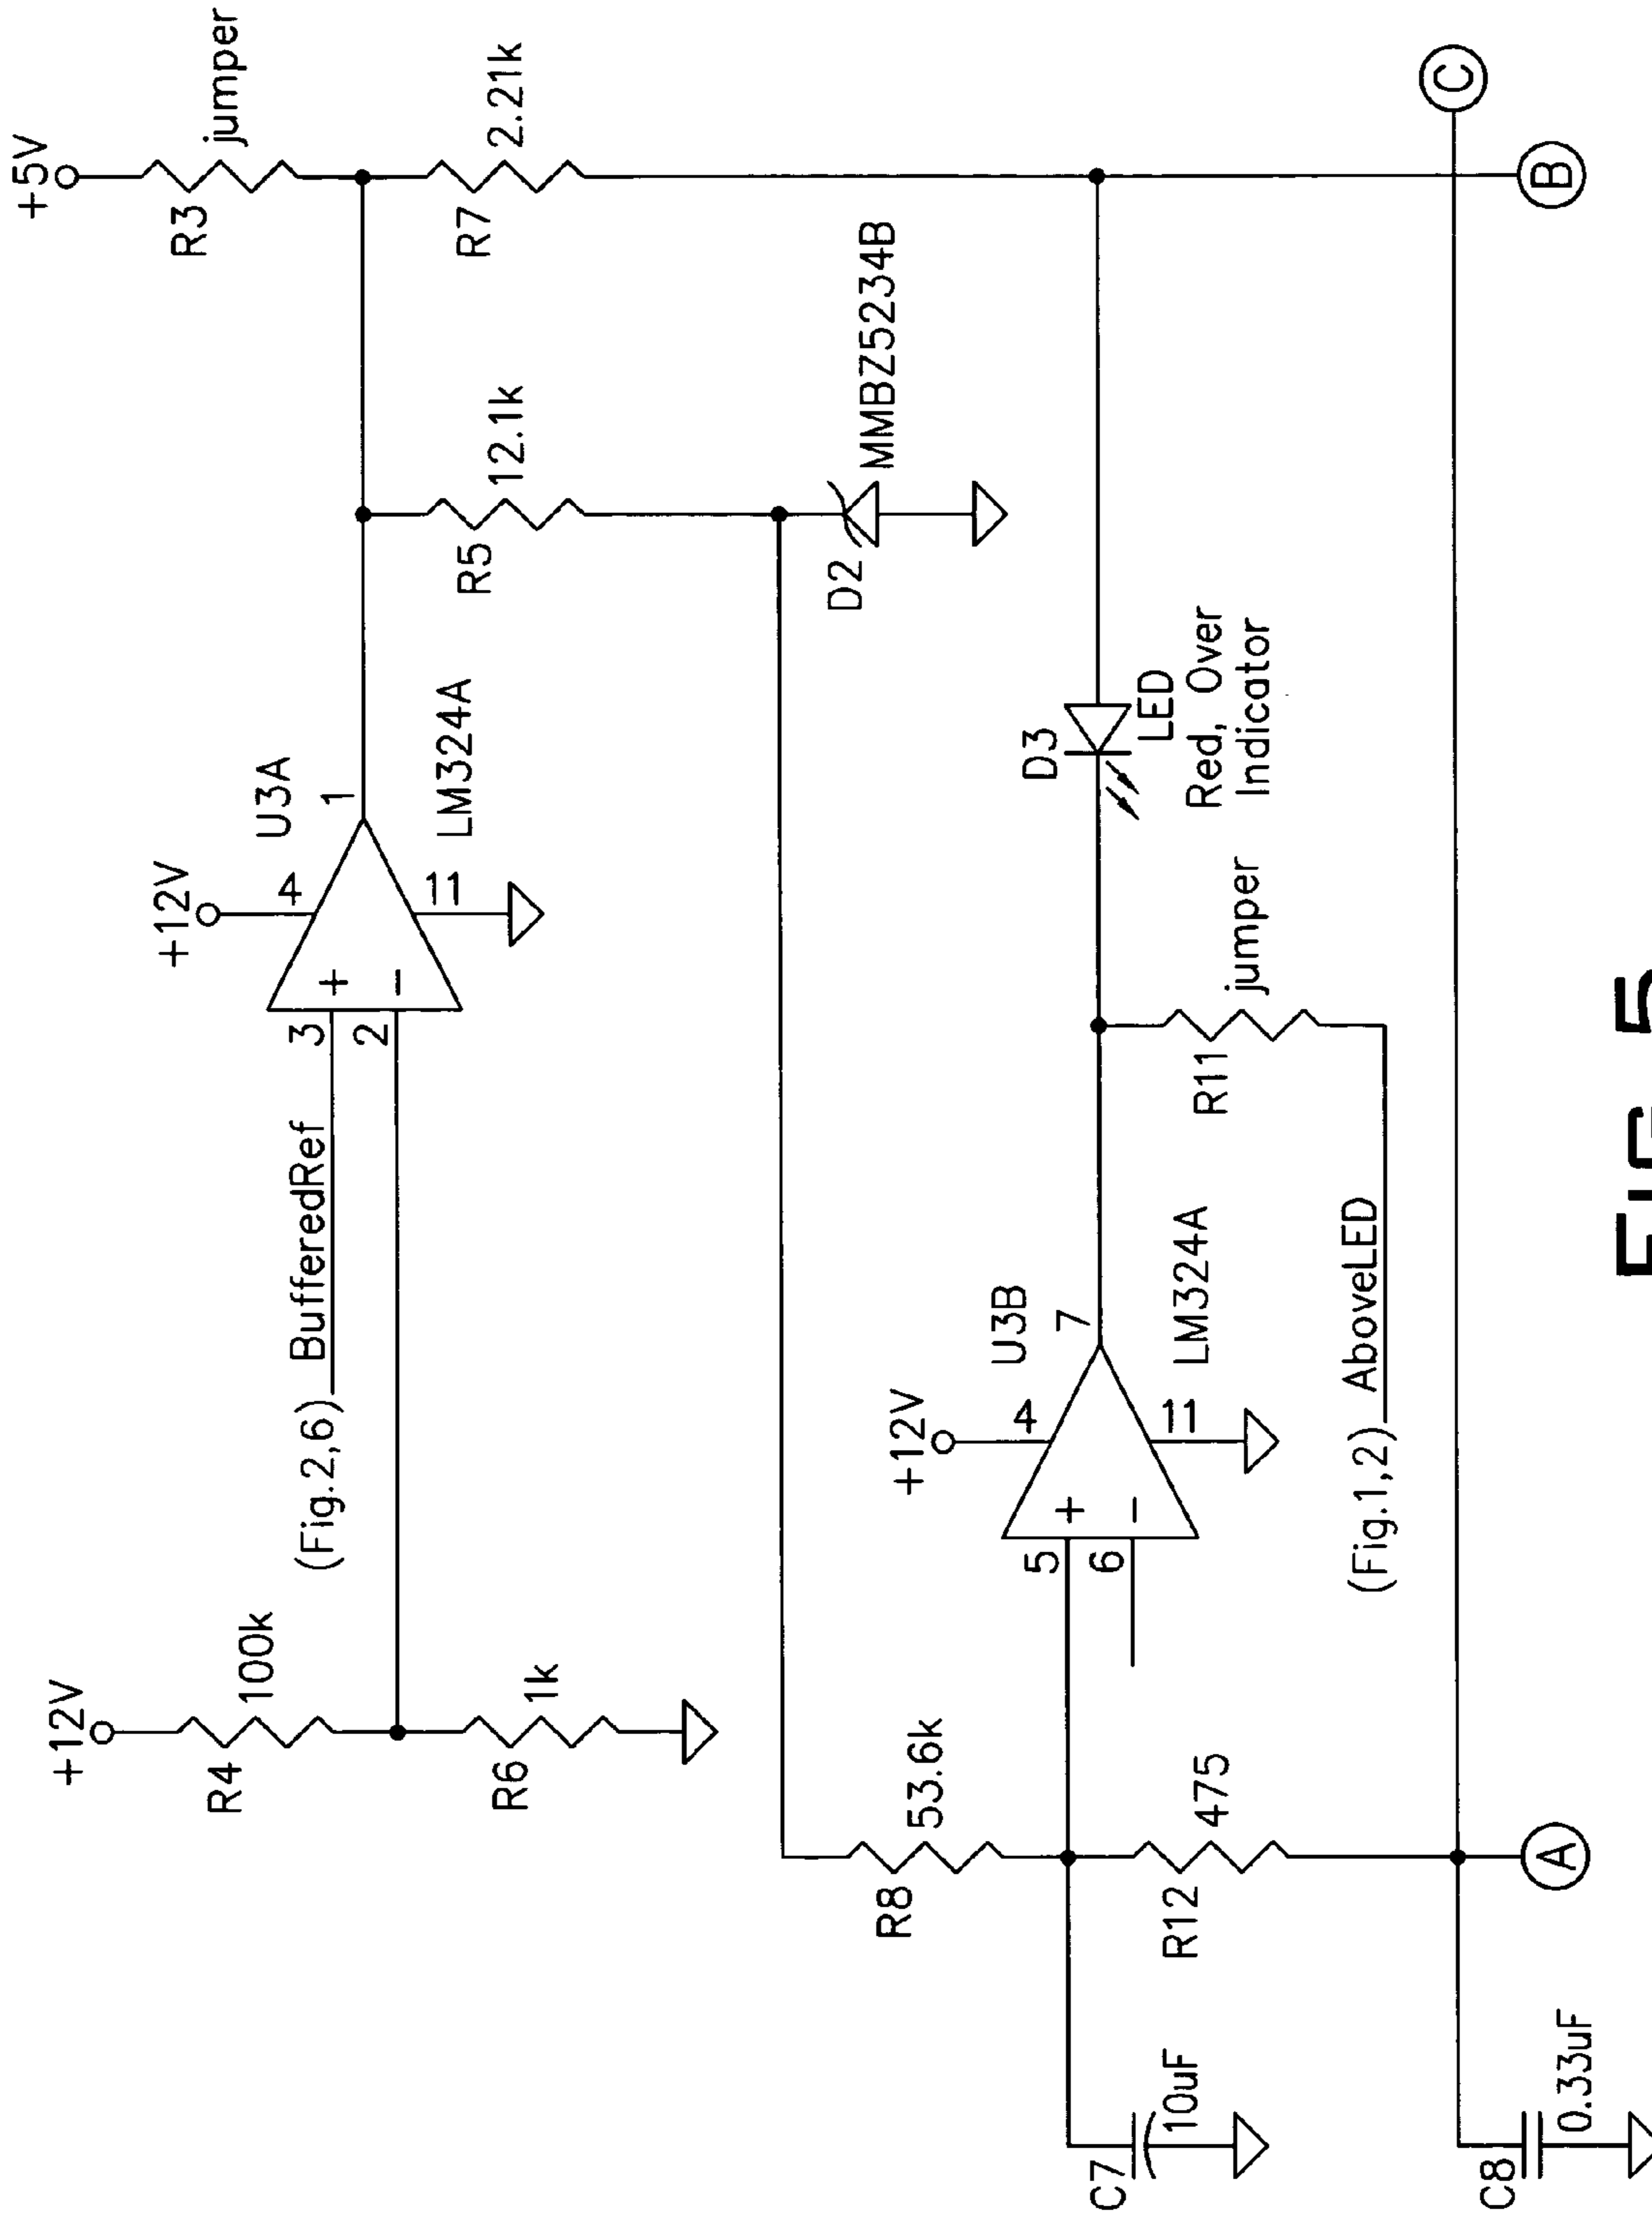 +12V
R4
100k
R6
1k
(Fig.2,6)
BufferedRef
3
2
+
−
+12V
4
11
U3A
1
LM324A
+5V
R3
jumper
R7
2.21k
R5
12.1k
D2
MMBZ5234B
R8
53.6k
R12
475
C7
10uF
5
6
+
−
+12V
4
11
U3B
7
LM324A
D3
LED
Red, Over
Indicator
R11
jumper
(Fig.1,2)
AboveLED
C8
0.33uF
A
B
C